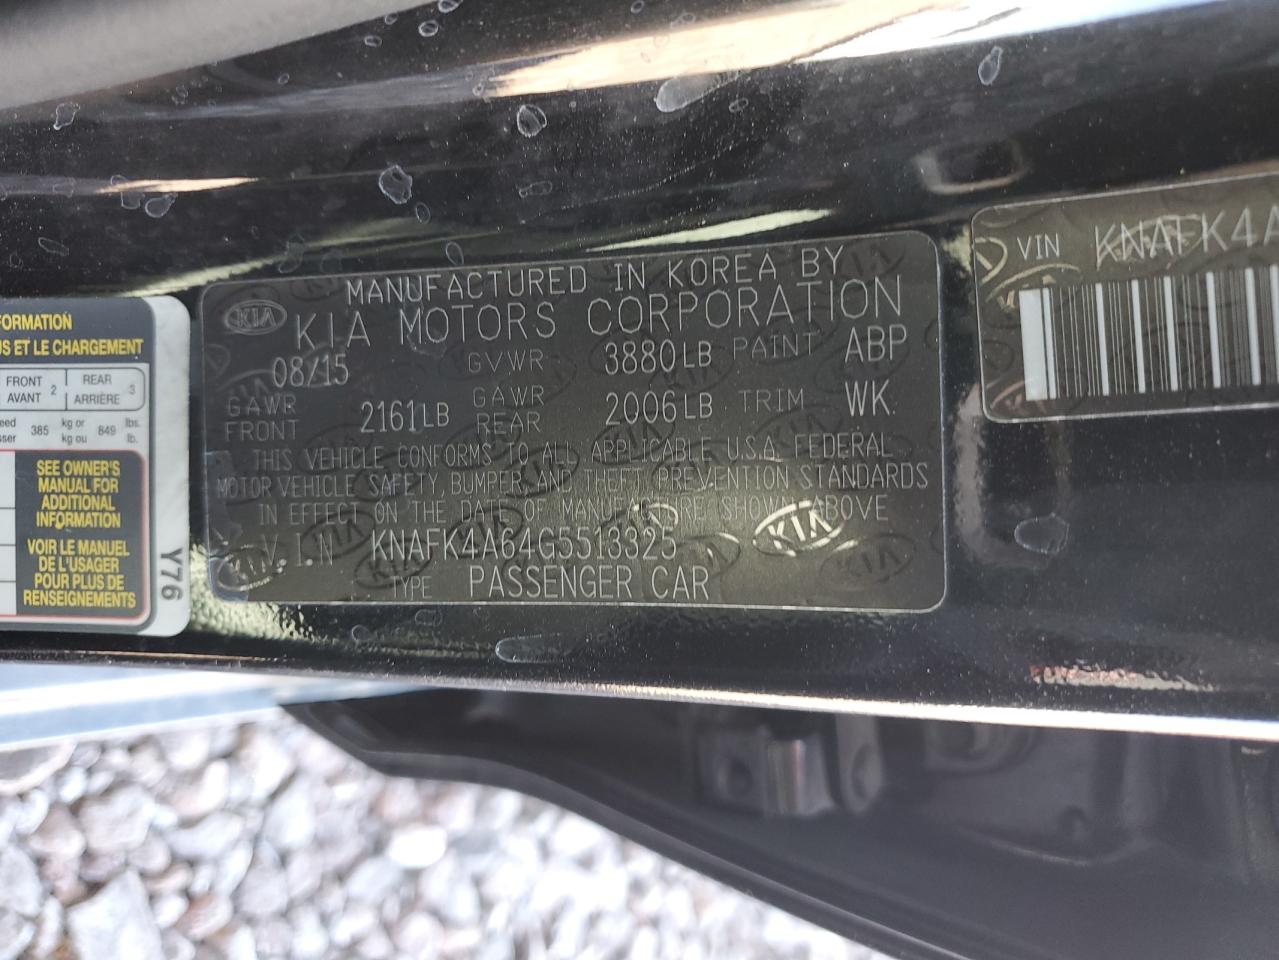 FORMATION
US ET LE CHARGEMENT
FRONT
AVANT 2
REAR
ARRIÈRE 3
385 kg or
kg ou 849 lbs.
lb.
SEE OWNER'S
MANUAL FOR
ADDITIONAL
INFORMATION
VOIR LE MANUEL
DE L'USAGER
POUR PLUS DE
RENSEIGNEMENTS
Y76
KIA
MANUFACTURED IN KOREA BY
KIA MOTORS CORPORATION
08/15 GVWR 3880LB PAINT ABP
GAWR
FRONT 2161LB GAWR
REAR 2006LB TRIM WK
THIS VEHICLE CONFORMS TO ALL APPLICABLE U.S.A. FEDERAL
MOTOR VEHICLE SAFETY, BUMPER, AND THEFT PREVENTION STANDARDS
IN EFFECT ON THE DATE OF MANUFACTURE SHOWN ABOVE
V.I.N KNAFK4A64G5513325
TYPE PASSENGER CAR
KIA
VIN KNAFK4A